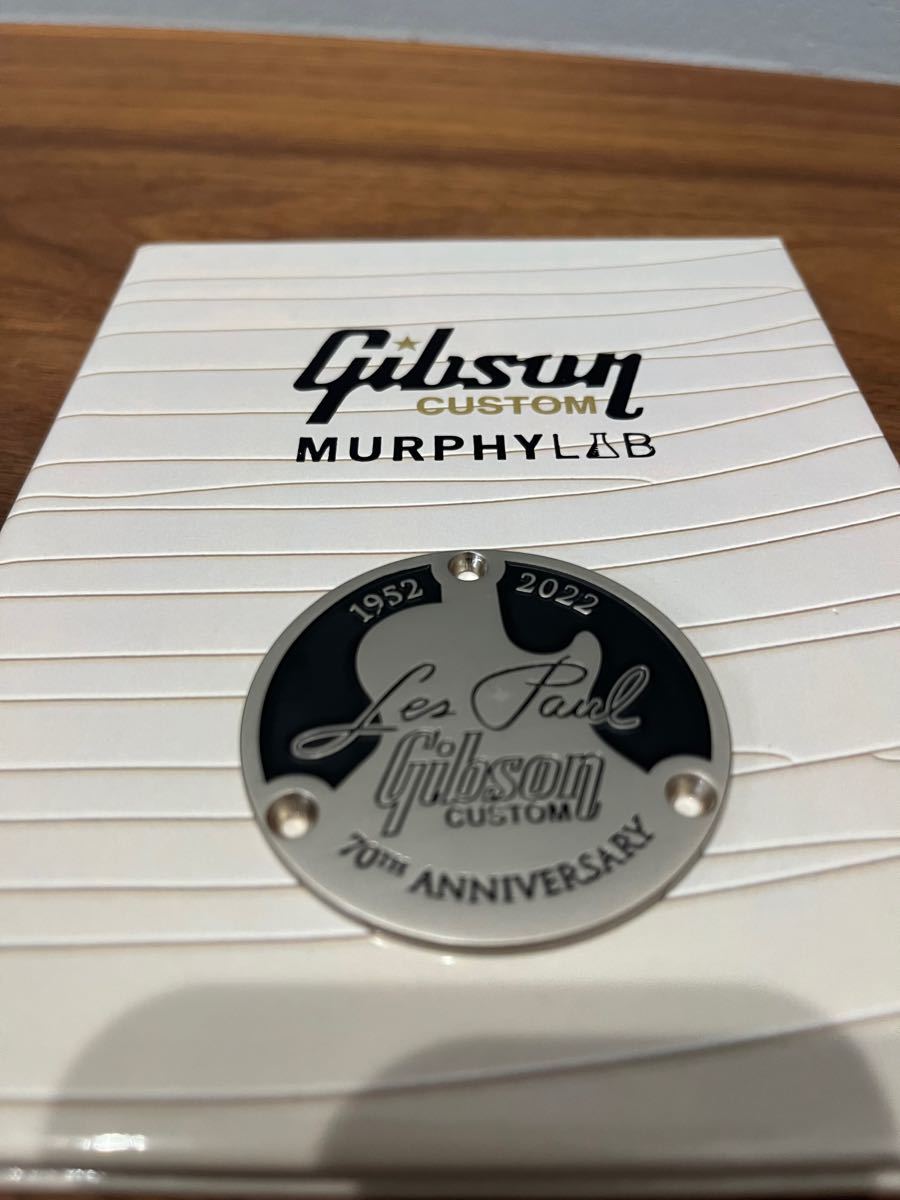 Gibson
CUSTOM
MURPHYLAB
1952 2022
Les Paul
Gibson
CUSTOM
70TH ANNIVERSARY